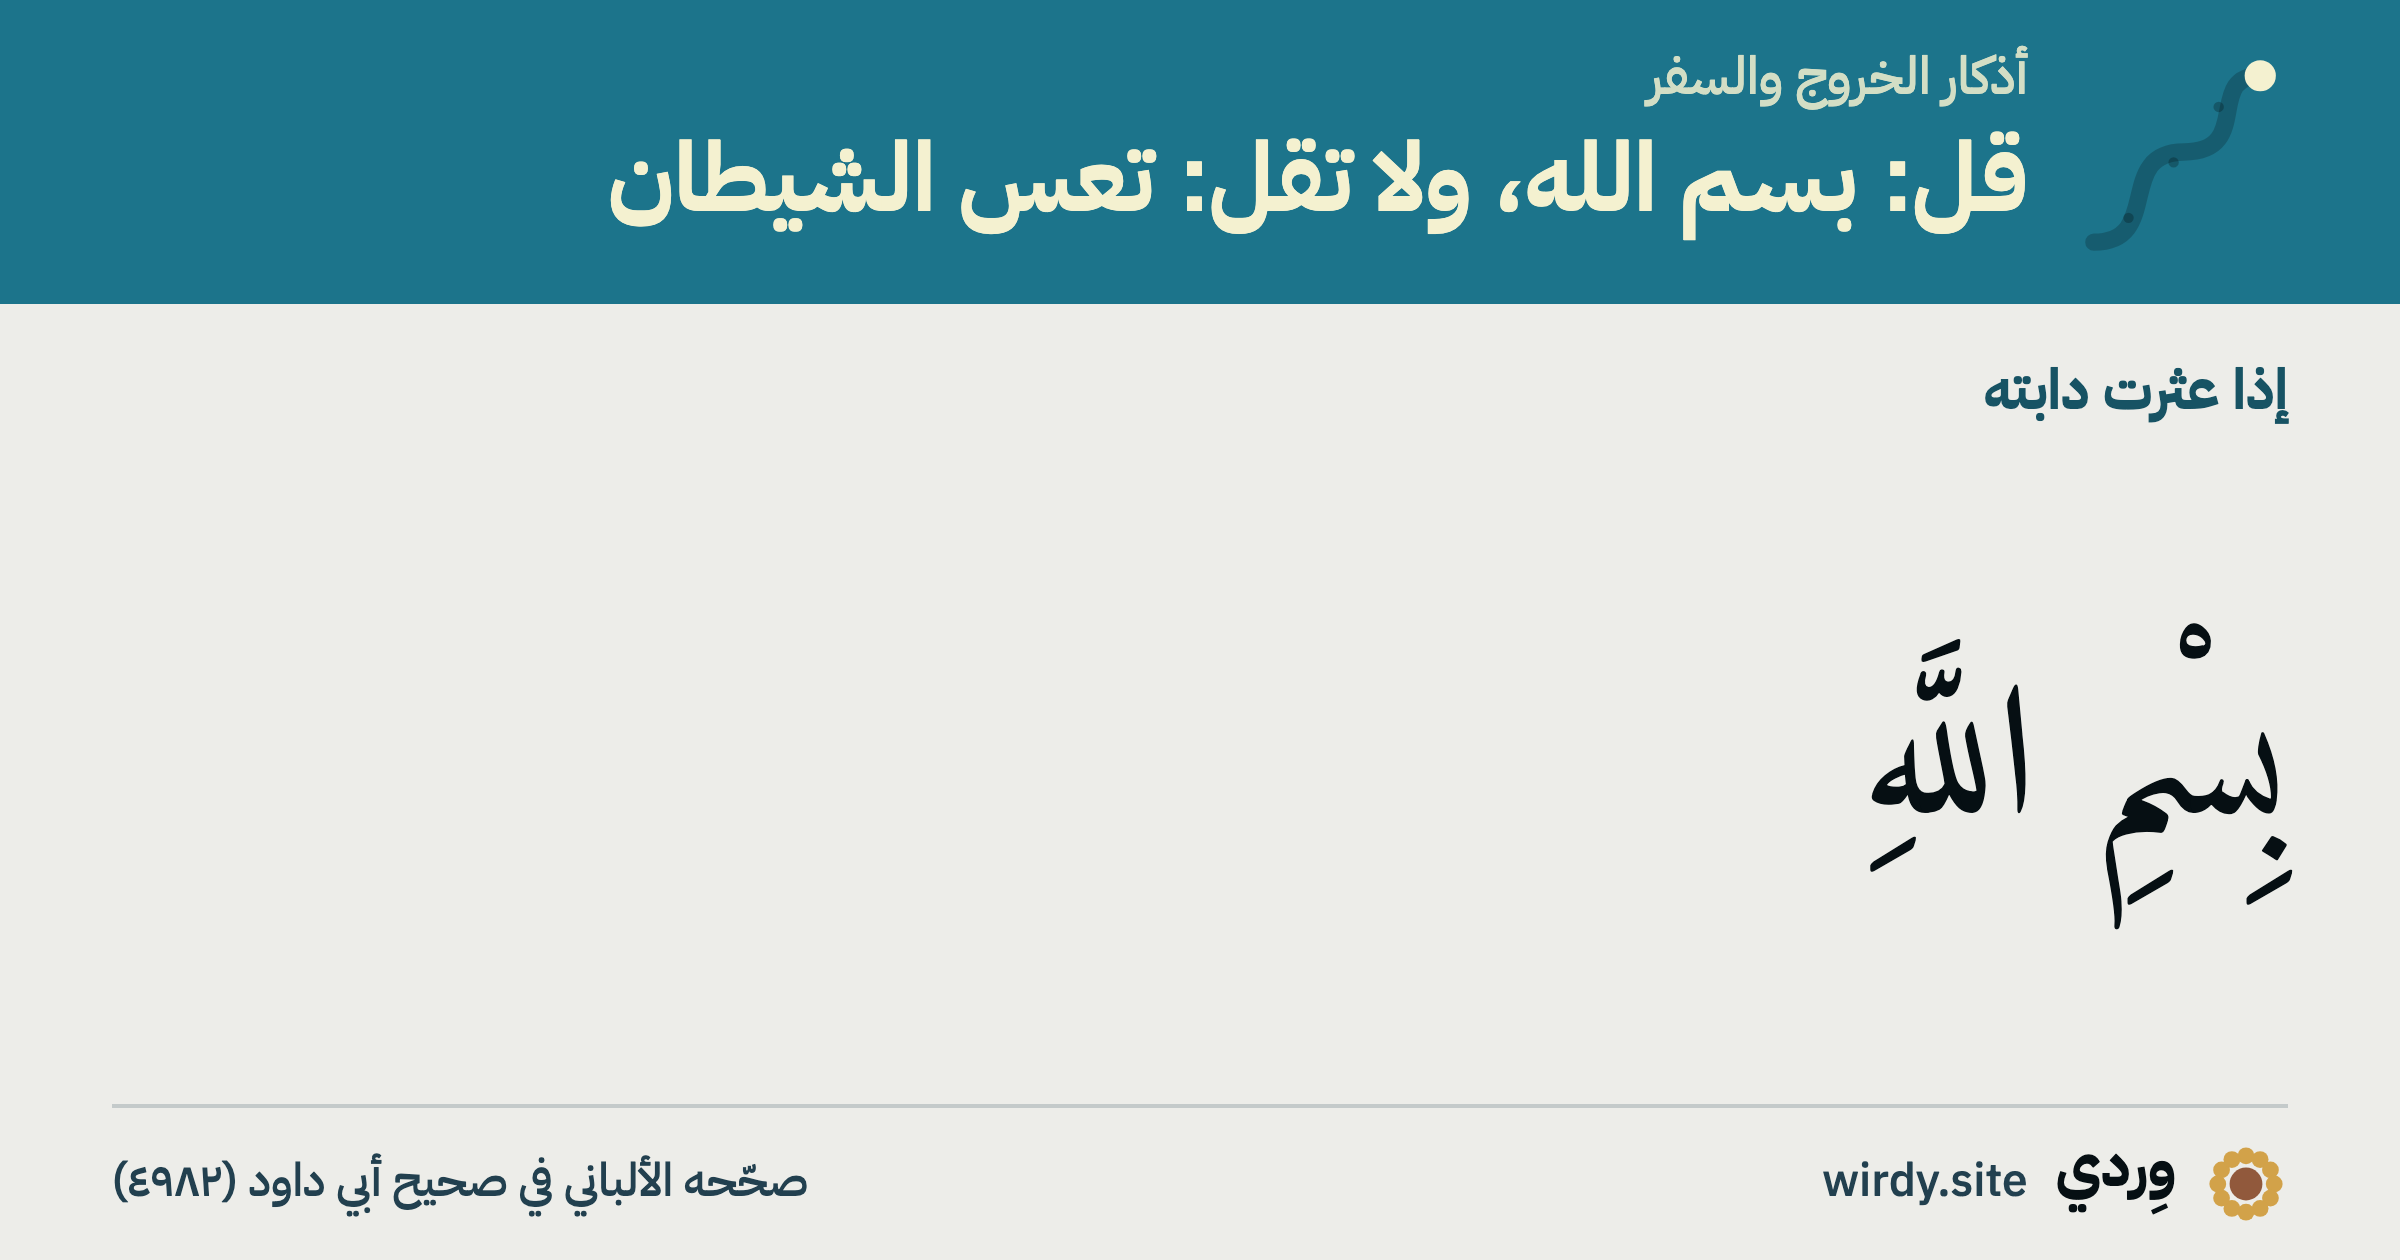 أذكار الخروج والسفر
قل: بسم الله، ولا تقل: تعس الشيطان
إذا عثرت دابته
بِسْمِ اللَّهِ
وِردي wirdy.site
صحّحه الألباني في صحيح أبي داود (٤٩٨٢)